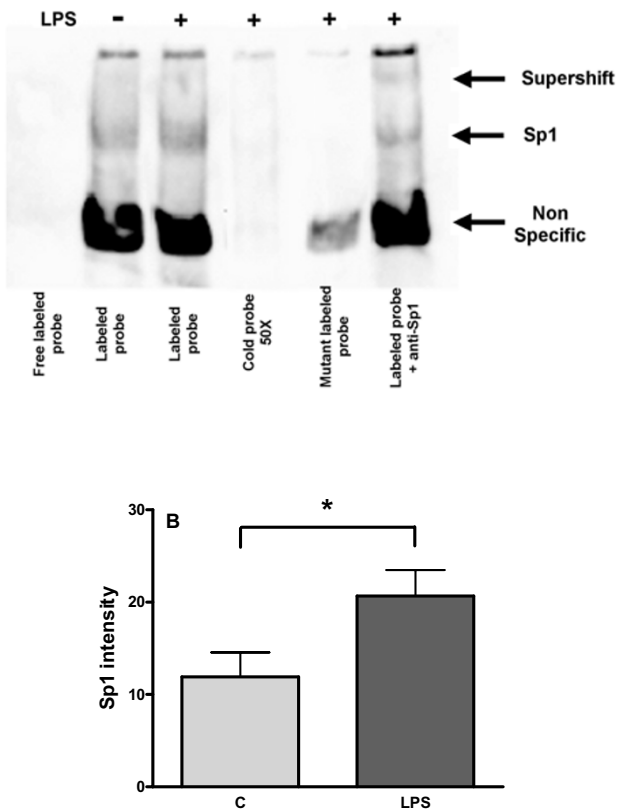 LPS - + + + +
Supershift
Sp1
Non
Specific
Free labeled
probe
Labeled
probe
Labeled
probe
Cold probe
50X
Mutant labeled
probe
Labeled probe
+ anti-Sp1
B
*
30
20
10
0
Sp1 intensity
C LPS